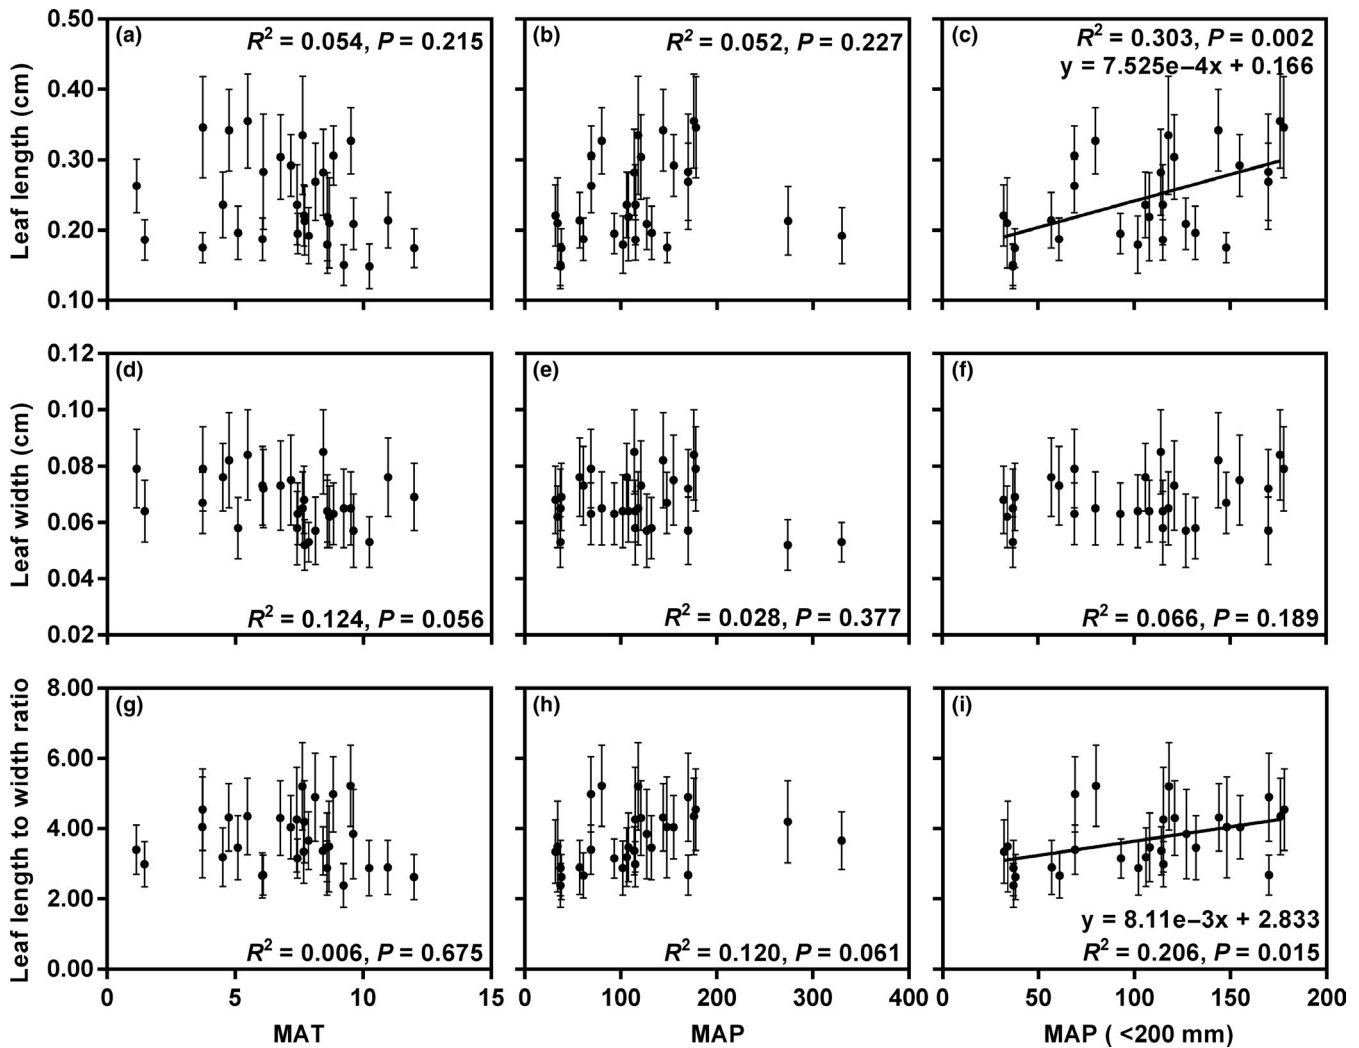 (a)
R² = 0.054, P = 0.215
(b)
R² = 0.052, P = 0.227
(c)
R² = 0.303, P = 0.002
y = 7.525e−4x + 0.166
0.50
0.40
0.30
0.20
0.10
Leaf length (cm)
(d)
R² = 0.124, P = 0.056
(e)
R² = 0.028, P = 0.377
(f)
R² = 0.066, P = 0.189
0.12
0.10
0.08
0.06
0.04
0.02
Leaf width (cm)
(g)
R² = 0.006, P = 0.675
(h)
R² = 0.120, P = 0.061
(i)
y = 8.11e−3x + 2.833
R² = 0.206, P = 0.015
8.00
6.00
4.00
2.00
0.00
Leaf length to width ratio
0 5 10 15
0 100 200 300 400
0 50 100 150 200
MAT
MAP
MAP ( <200 mm)